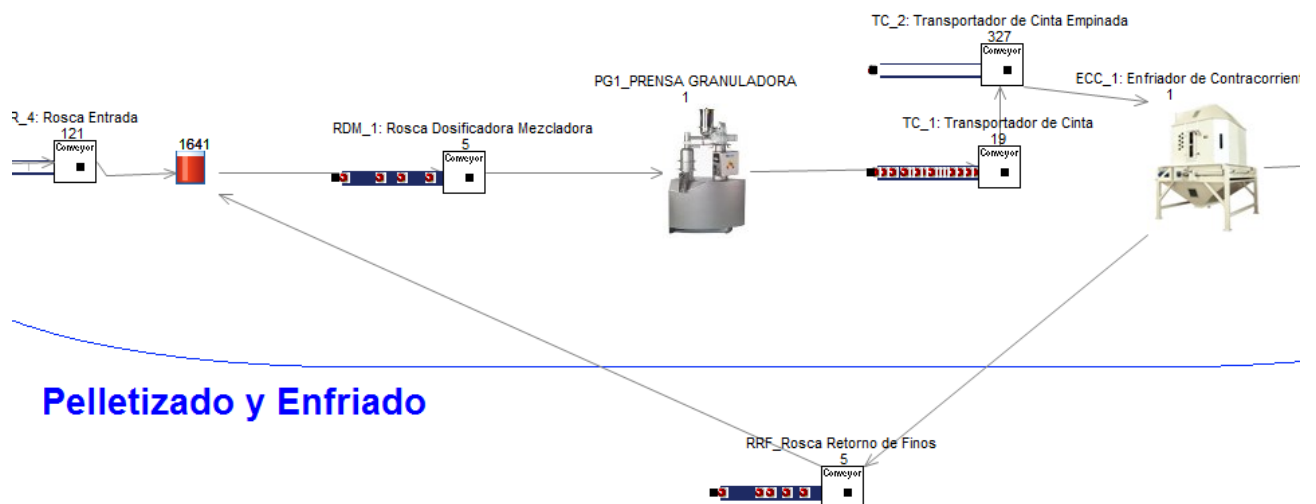 TC_2: Transportador de Cinta Empinada
327
Conveyor
PG1_PRENSA GRANULADORA
1
ECC_1: Enfriador de Contracorrient
1
R_4: Rosca Entrada
121
Conveyor
1641
RDM_1: Rosca Dosificadora Mezcladora
5
Conveyor
TC_1: Transportador de Cinta
19
Conveyor
Pelletizado y Enfriado
RRF_Rosca Retorno de Finos
5
Conveyor